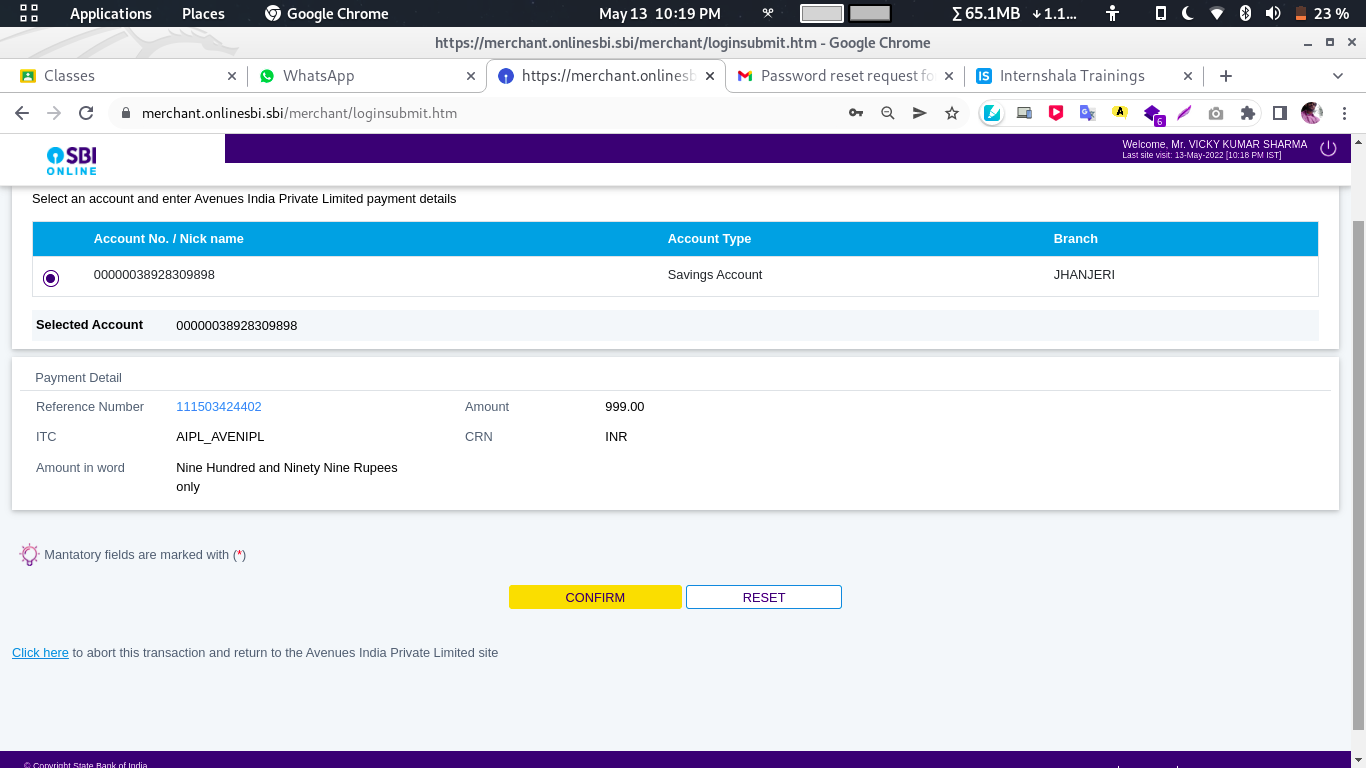 Applications Places Google Chrome May 13 10:19 PM Σ 65.1MB ↓ 1.1... 23 %
https://merchant.onlinesbi.sbi/merchant/loginsubmit.htm - Google Chrome
Classes WhatsApp https://merchant.onlinesb Password reset request fo IS Internshala Trainings
merchant.onlinesbi.sbi/merchant/loginsubmit.htm A 6
SBI
ONLINE
Welcome, Mr. VICKY KUMAR SHARMA
Last site visit: 13-May-2022 [10:18 PM IST]
Select an account and enter Avenues India Private Limited payment details
Account No. / Nick name Account Type Branch
00000038928309898 Savings Account JHANJERI
Selected Account 00000038928309898
Payment Detail
Reference Number 111503424402 Amount 999.00
ITC AIPL_AVENIPL CRN INR
Amount in word Nine Hundred and Ninety Nine Rupees
only
Mantatory fields are marked with (*)
CONFIRM RESET
Click here to abort this transaction and return to the Avenues India Private Limited site
© Copyright State Bank of India